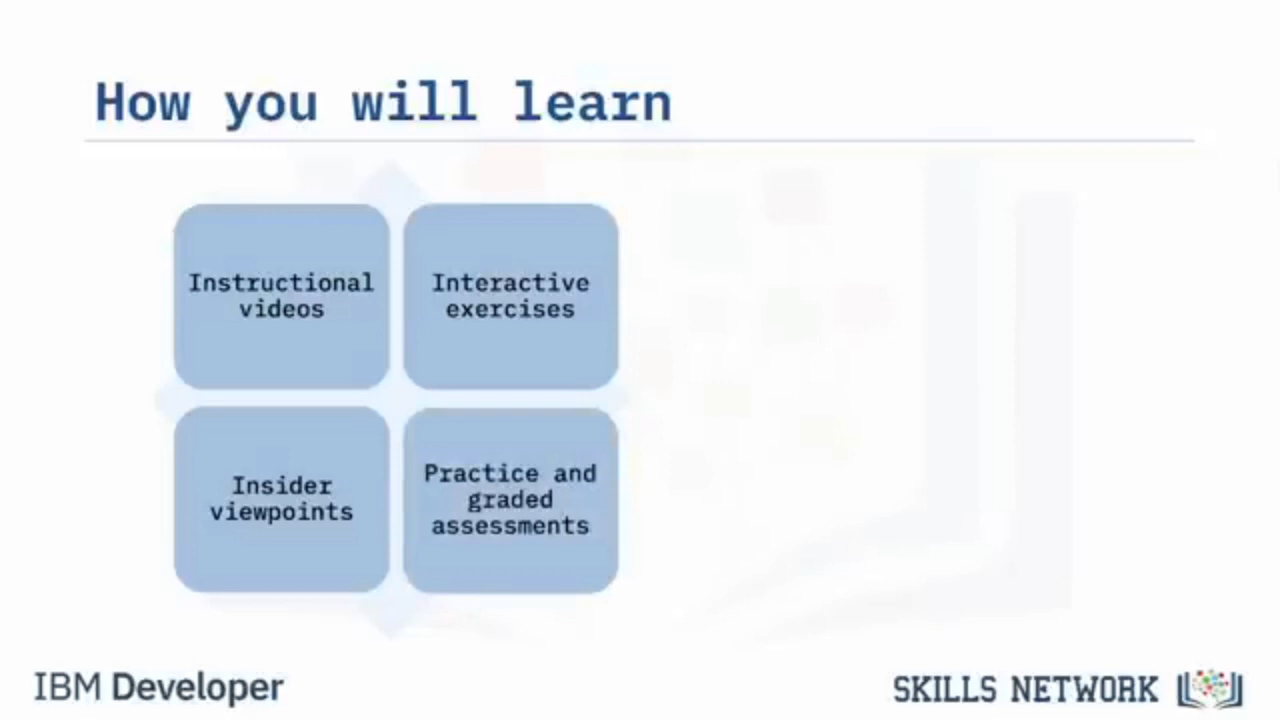 How you will learn
Instructional
videos
Interactive
exercises
Insider
viewpoints
Practice and
graded
assessments
IBM Developer
SKILLS NETWORK